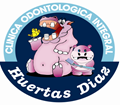 CLINICA ODONTOLOGICA INTEGRAL
Huertas Diaz